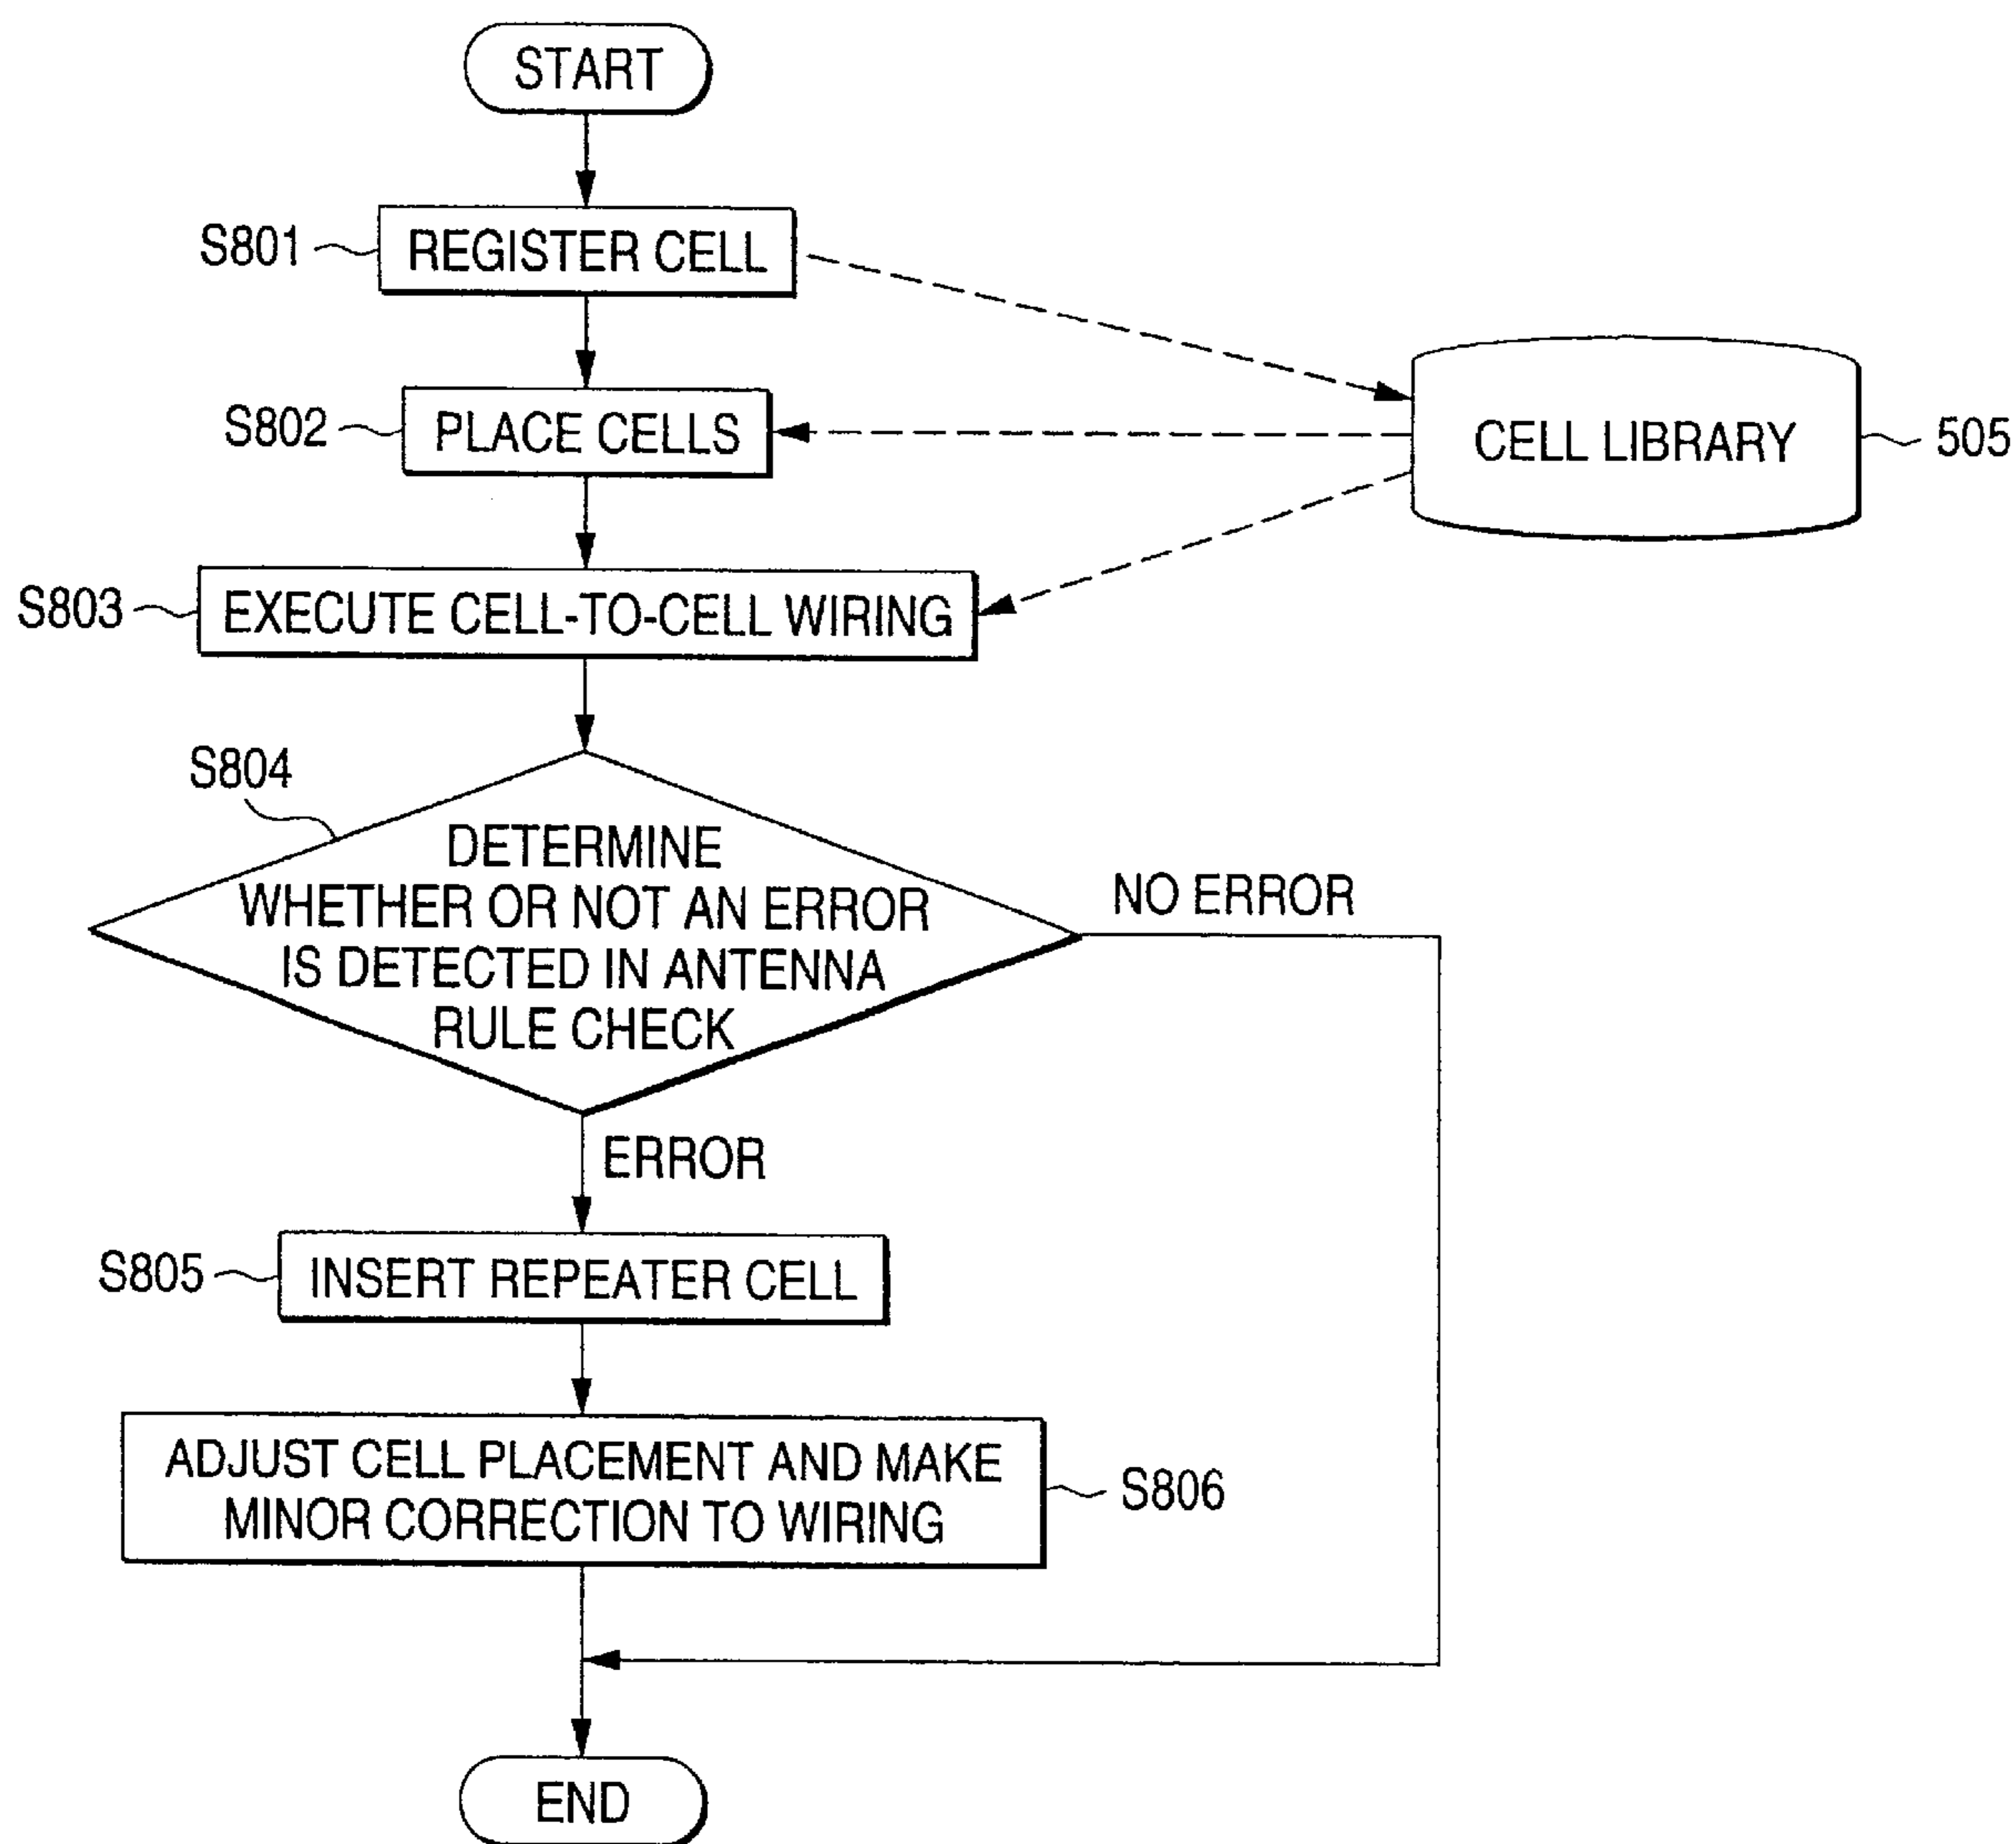 START
S801
REGISTER CELL
S802
PLACE CELLS
CELL LIBRARY
505
S803
EXECUTE CELL-TO-CELL WIRING
S804
DETERMINE
WHETHER OR NOT AN ERROR
IS DETECTED IN ANTENNA
RULE CHECK
NO ERROR
ERROR
S805
INSERT REPEATER CELL
ADJUST CELL PLACEMENT AND MAKE
MINOR CORRECTION TO WIRING
S806
END